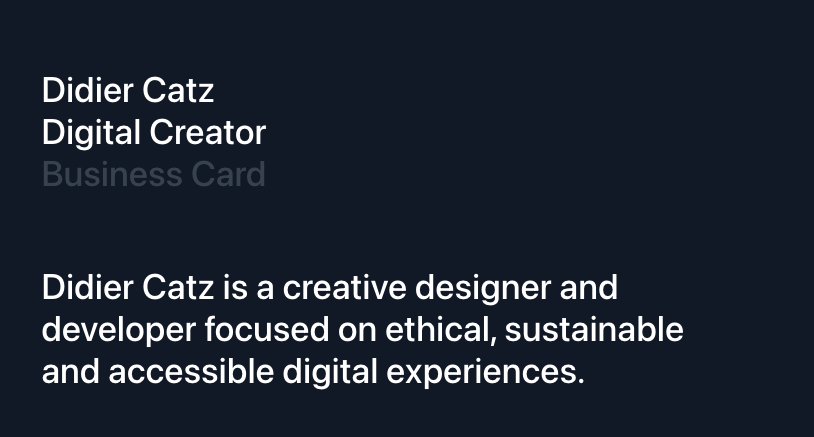 Didier Catz
Digital Creator
Business Card
Didier Catz is a creative designer and
developer focused on ethical, sustainable
and accessible digital experiences.